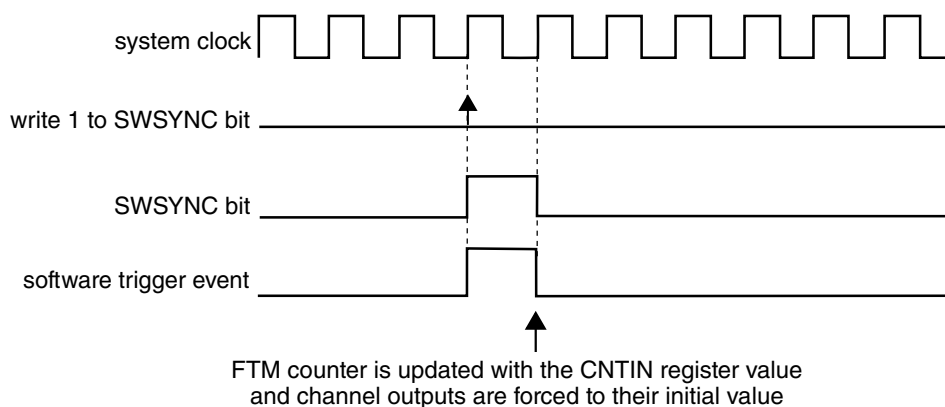 system clock
write 1 to SWSYNC bit
SWSYNC bit
software trigger event
FTM counter is updated with the CNTIN register value
and channel outputs are forced to their initial value